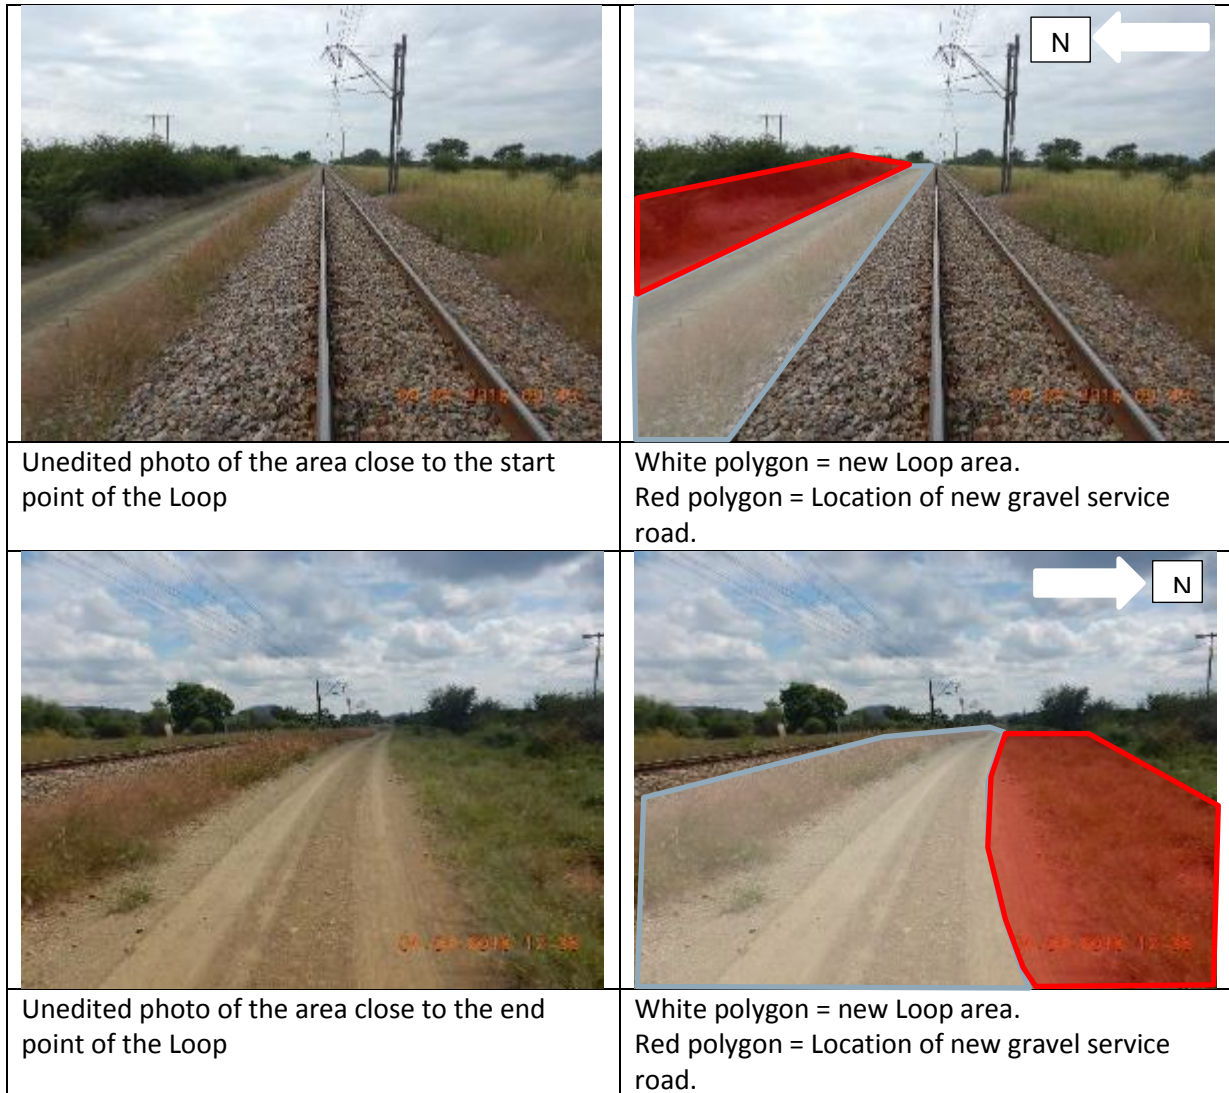 N
Unedited photo of the area close to the start
point of the Loop
White polygon = new Loop area.
Red polygon = Location of new gravel service
road.
N
Unedited photo of the area close to the end
point of the Loop
White polygon = new Loop area.
Red polygon = Location of new gravel service
road.